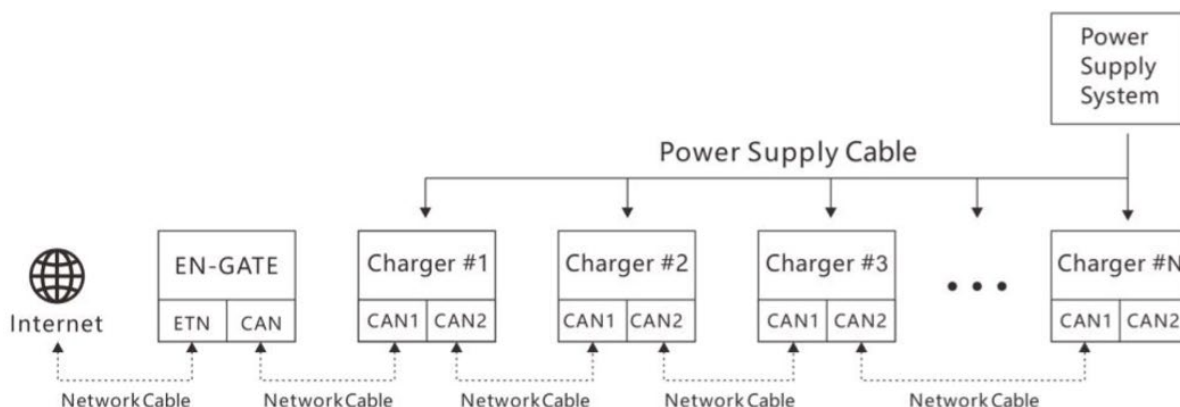 Power
Supply
System
Power Supply Cable
Internet
EN-GATE
ETN CAN
Charger #1
CAN1 CAN2
Charger #2
CAN1 CAN2
Charger #3
CAN1 CAN2
Charger #N
CAN1 CAN2
Network Cable
Network Cable
Network Cable
Network Cable
Network Cable